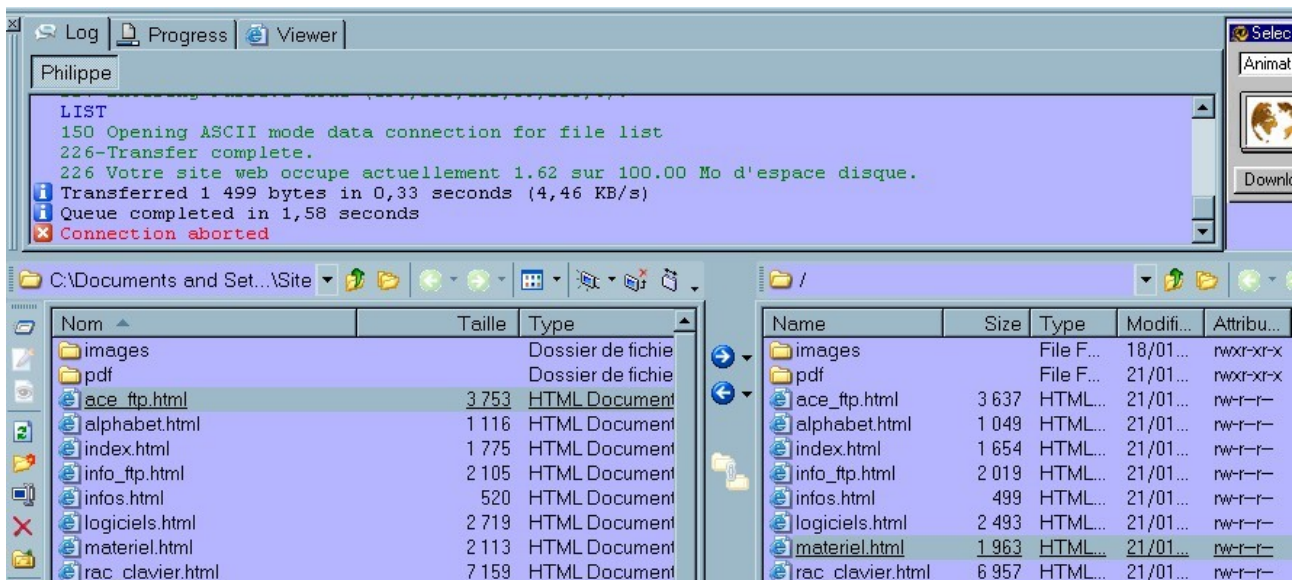 Log Progress Viewer
Selec
Animat
Philippe
LIST
150 Opening ASCII mode data connection for file list
226-Transfer complete.
226 Votre site web occupe actuellement 1.62 sur 100.00 Mo d'espace disque.
Downlo
Transferred 1 499 bytes in 0,33 seconds (4,46 KB/s)
Queue completed in 1,58 seconds
Connection aborted
C:\Documents and Set...\Site
Nom Taille Type
images Dossier de fichie
pdf Dossier de fichie
ace_ftp.html 3 753 HTML Document
alphabet.html 1 116 HTML Document
index.html 1 775 HTML Document
info_ftp.html 2 105 HTML Document
infos.html 520 HTML Document
logiciels.html 2 719 HTML Document
materiel.html 2 113 HTML Document
rac_clavier.html 7 159 HTML Document
/
Name Size Type Modifi... Attribu...
images File F... 18/01... rwxr-xr-x
pdf File F... 21/01... rwxr-xr-x
ace_ftp.html 3 637 HTML... 21/01... rw-r--r--
alphabet.html 1 049 HTML... 21/01... rw-r--r--
index.html 1 654 HTML... 21/01... rw-r--r--
info_ftp.html 2 019 HTML... 21/01... rw-r--r--
infos.html 499 HTML... 21/01... rw-r--r--
logiciels.html 2 493 HTML... 21/01... rw-r--r--
materiel.html 1 963 HTML... 21/01... rw-r--r--
rac_clavier.html 6 957 HTML... 21/01... rw-r--r--